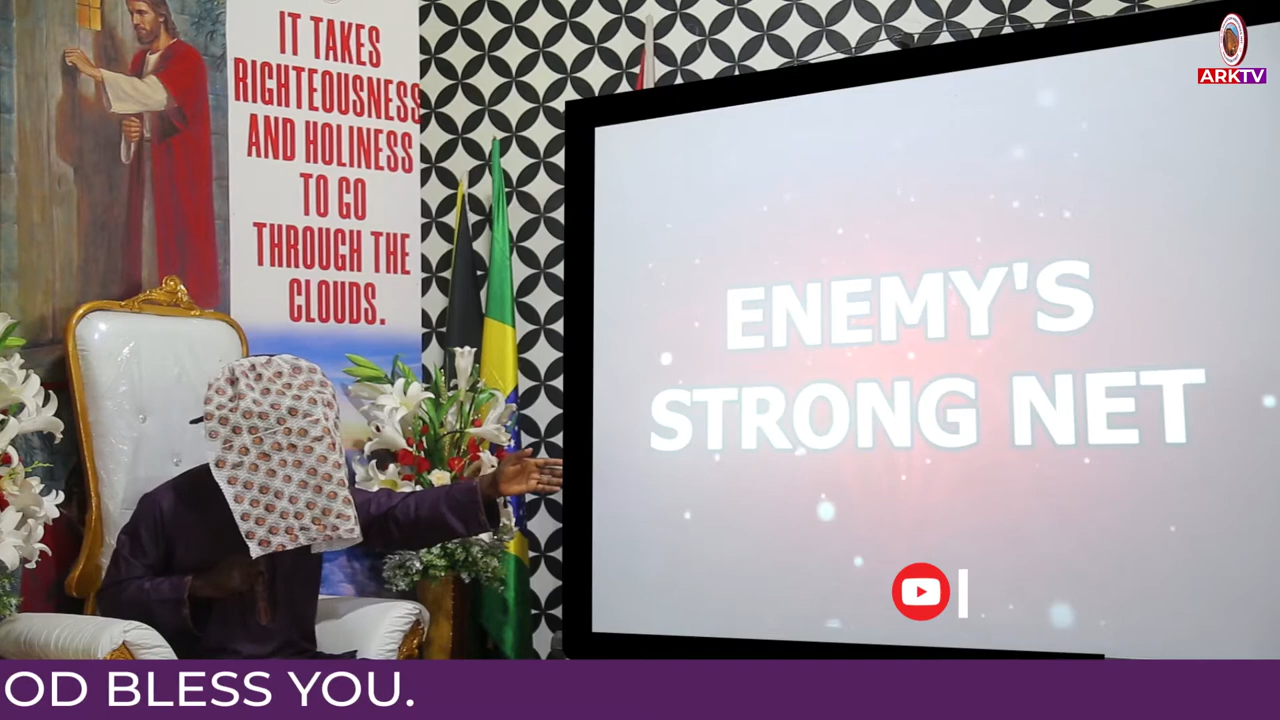 IT TAKES
RIGHTEOUSNESS
AND HOLINESS
TO GO
THROUGH THE
CLOUDS.
ARKTV
ENEMY'S
STRONG NET
OD BLESS YOU.